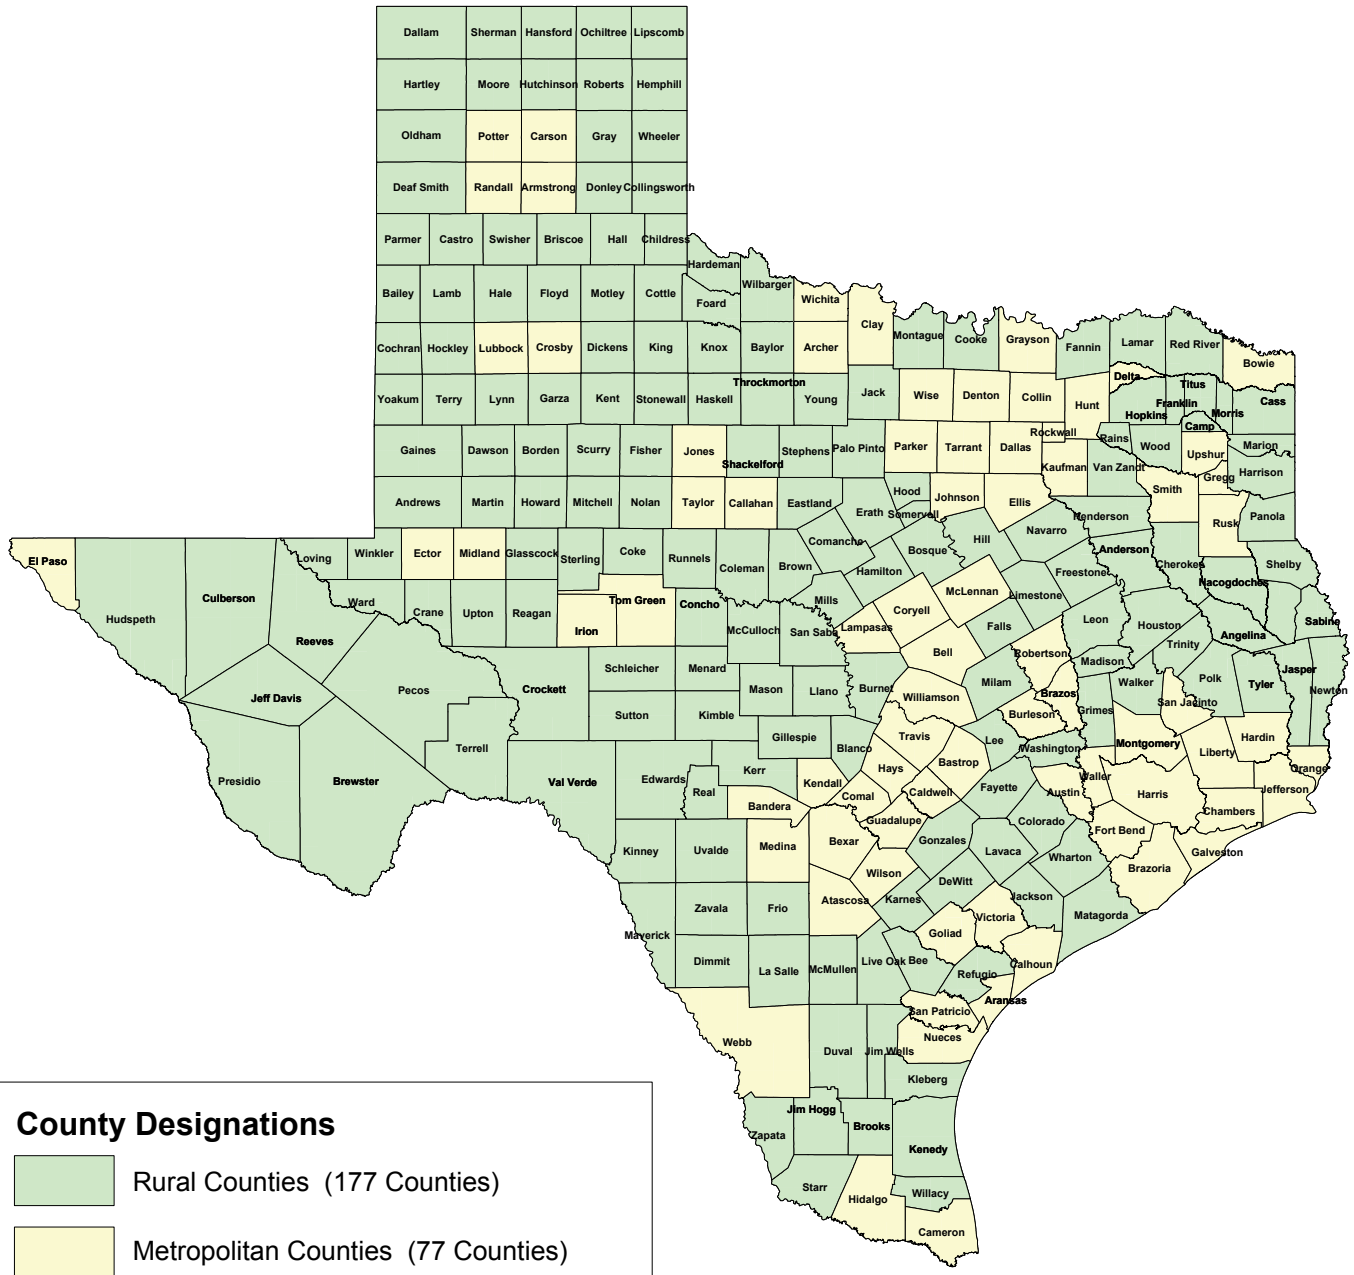 Dallam Sherman Hansford Ochiltree Lipscomb
Hartley Moore Hutchinson Roberts Hemphill
Oldham Potter Carson Gray Wheeler
Deaf Smith Randall Armstrong Donley Collingsworth
Parmer Castro Swisher Briscoe Hall Childress
Hardeman
Bailey Lamb Hale Floyd Motley Cottle Foard Wilbarger Wichita
Clay Montague Cooke Grayson Fannin Lamar Red River
Cochran Hockley Lubbock Crosby Dickens King Knox Baylor Archer
Bowie
Delta Titus
Throckmorton
Yoakum Terry Lynn Garza Kent Stonewall Haskell Young Jack Wise Denton Collin Hunt Franklin Cass
Hopkins Morris
Camp
Rockwall Rains
Gaines Dawson Borden Scurry Fisher Jones Shackelford Stephens Palo Pinto Parker Tarrant Dallas Wood Upshur Marion
Kaufman Van Zandt Gregg Harrison
Andrews Martin Howard Mitchell Nolan Taylor Callahan Eastland Hood Johnson Ellis Smith
Erath Somervell Henderson Rusk Panola
Navarro
El Paso Loving Winkler Ector Midland Glasscock Sterling Coke Runnels Coleman Brown Comanche Bosque Hill Anderson Cherokee Shelby
Hamilton Freestone Nacogdoches
Hudspeth Culberson Ward Crane Upton Reagan Irion Tom Green Concho Mills Coryell McLennan Limestone
Reeves McCulloch San Saba Lampasas Falls Leon Houston Angelina Sabine
Trinity
Bell Robertson Madison
Jeff Davis Pecos Crockett Schleicher Menard Mason Llano Burnet Williamson Milam Brazos Walker Polk Tyler Jasper Newton
San Jacinto
Sutton Kimble Burleson Grimes
Terrell Gillespie Blanco Travis Lee Washington Montgomery Liberty Hardin
Presidio Brewster Val Verde Edwards Real Kerr Kendall Hays Bastrop Waller Orange
Bandera Comal Caldwell Fayette Austin Harris Jefferson
Guadalupe Colorado Chambers
Kinney Uvalde Medina Bexar Gonzales Lavaca Wharton Fort Bend Galveston
Wilson DeWitt Brazoria
Zavala Frio Atascosa Karnes Jackson
Victoria Matagorda
Maverick Goliad
Dimmit La Salle McMullen Live Oak Bee Refugio Calhoun
Aransas
San Patricio
Webb Duval Jim Wells Nueces
Kleberg
Jim Hogg
Zapata Brooks
Kenedy
Starr Hidalgo Willacy
Cameron
County Designations
Rural Counties (177 Counties)
Metropolitan Counties (77 Counties)